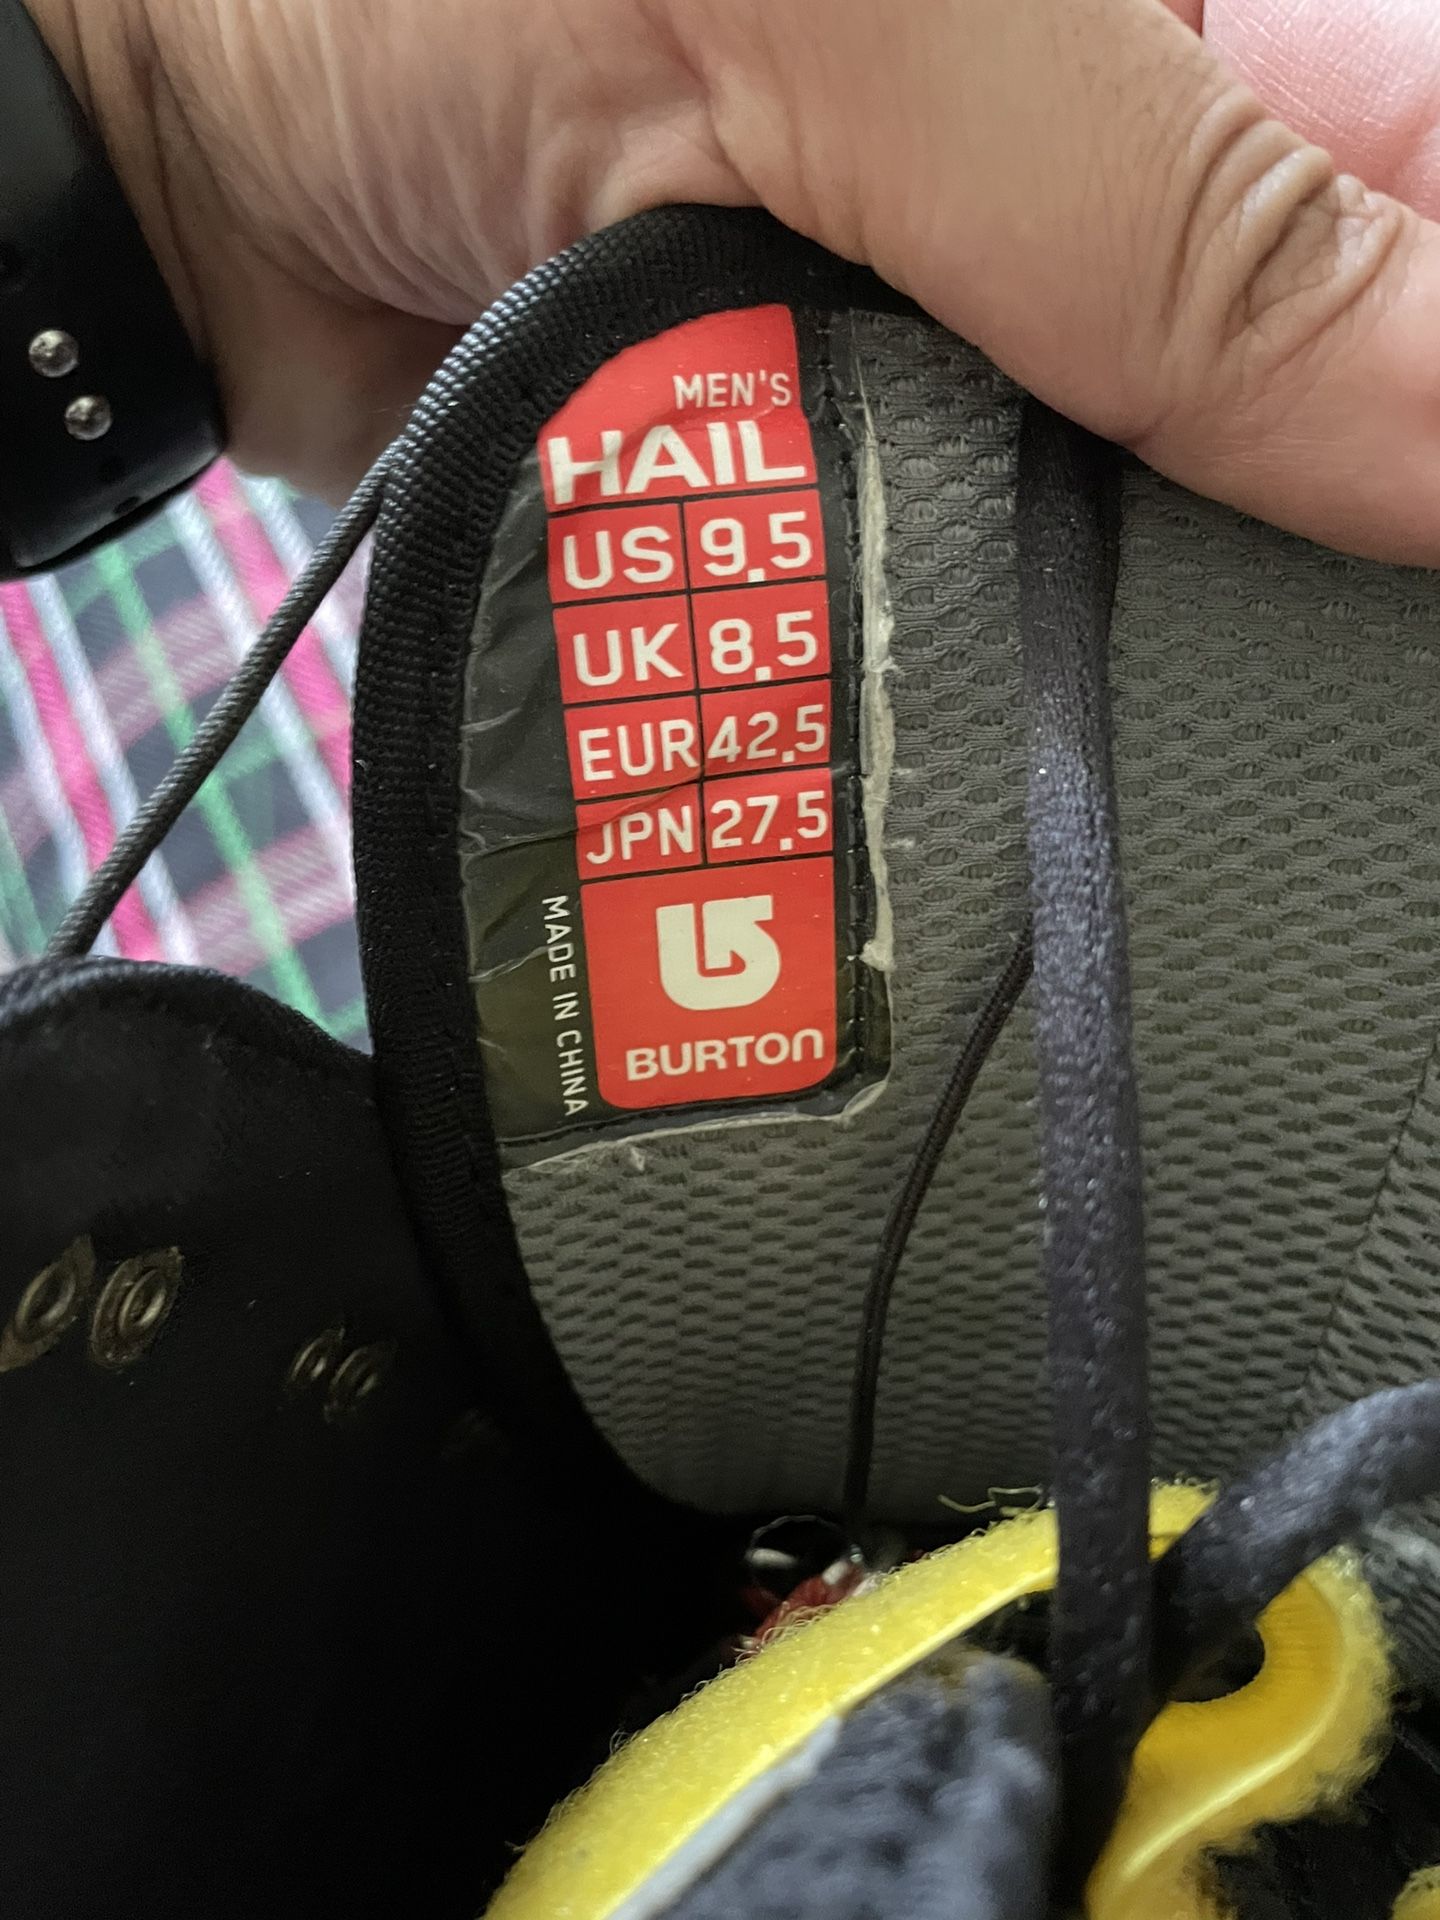 MEN'S
HAIL
US 9.5
UK 8.5
EUR 42.5
JPN 27.5
BURTON
MADE IN CHINA